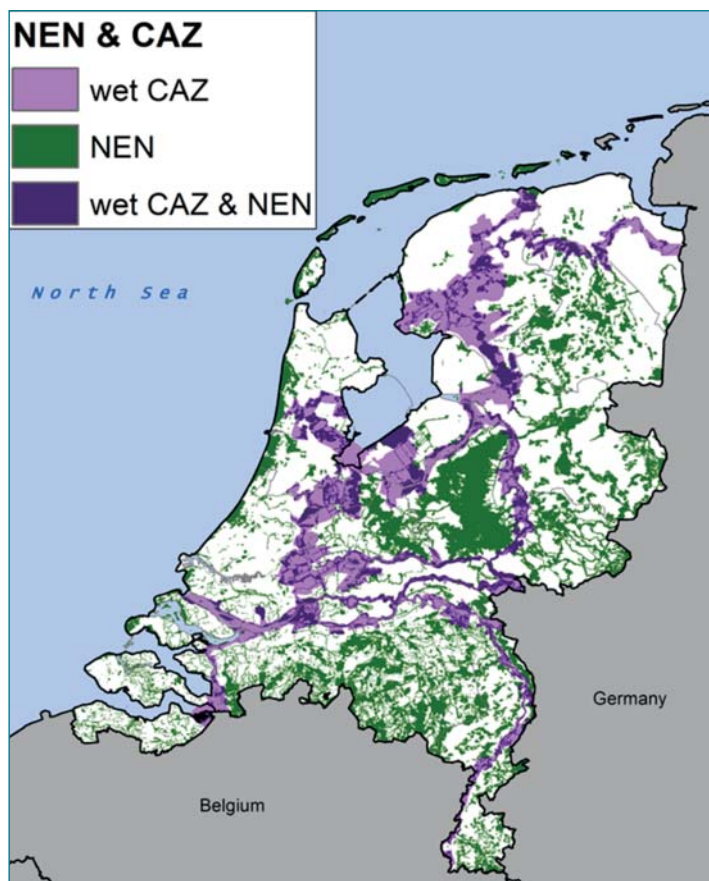 NEN & CAZ
wet CAZ
NEN
wet CAZ & NEN
North Sea
Germany
Belgium